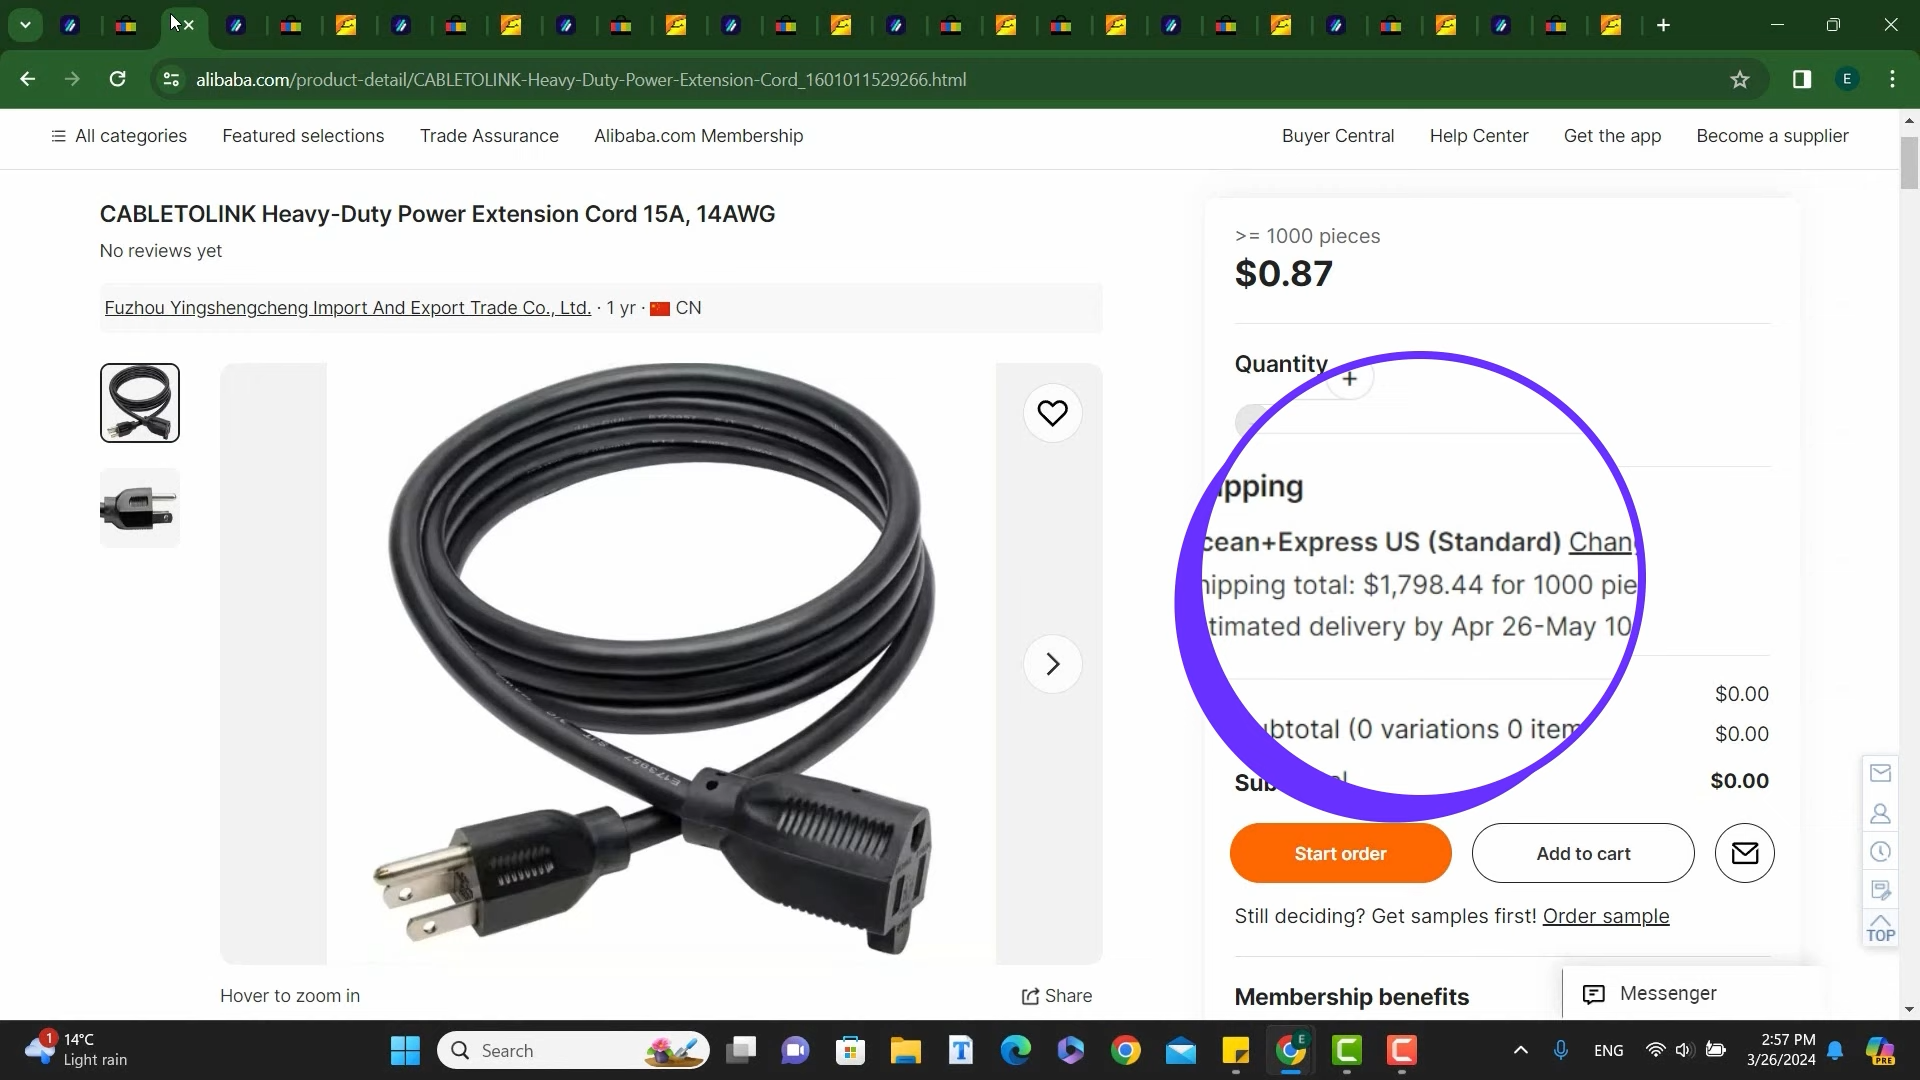 alibaba.com/product-detail/CABLETOLINK-Heavy-Duty-Power-Extension-Cord_1601011529266.html
E
All categories
Featured selections
Trade Assurance
Alibaba.com Membership
Buyer Central
Help Center
Get the app
Become a supplier
CABLETOLINK Heavy-Duty Power Extension Cord 15A, 14AWG
No reviews yet
Fuzhou Yingshengcheng Import And Export Trade Co., Ltd. · 1 yr · CN
>= 1000 pieces
$0.87
Quantity
+
ipping
cean+Express US (Standard) Chan
hipping total: $1,798.44 for 1000 pie
timated delivery by Apr 26-May 10
$0.00
btotal (0 variations 0 item
$0.00
Sub
$0.00
Start order
Add to cart
Still deciding? Get samples first! Order sample
TOP
Hover to zoom in
Share
Membership benefits
Messenger
1
14°C
Light rain
Search
ENG
2:57 PM
3/26/2024
PRE